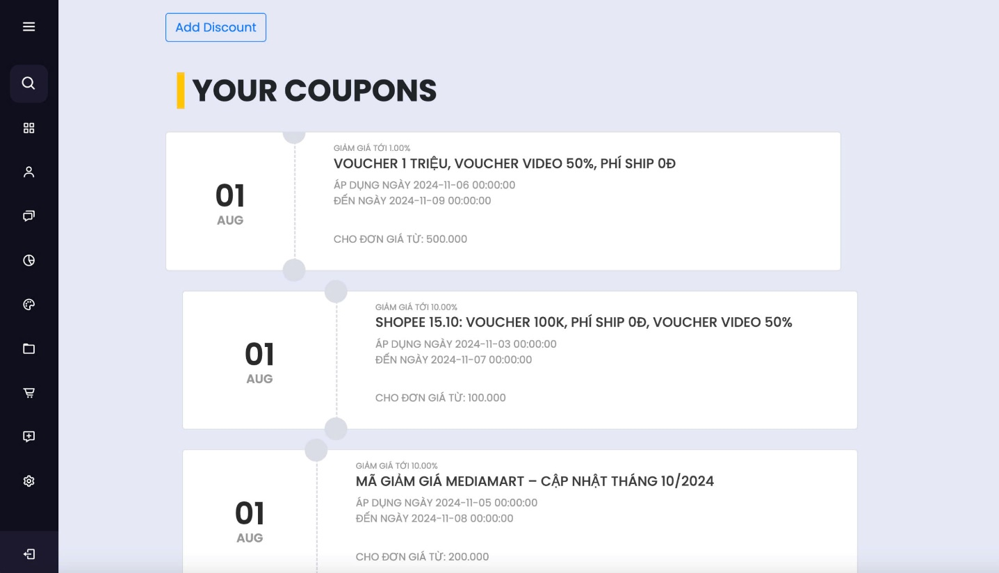 Add Discount
YOUR COUPONS
01
AUG
GIẢM GIÁ TỚI 1.00%
VOUCHER 1 TRIỆU, VOUCHER VIDEO 50%, PHÍ SHIP 0Đ
ÁP DỤNG NGÀY 2024-11-06 00:00:00
ĐẾN NGÀY 2024-11-09 00:00:00
CHO ĐƠN GIÁ TỪ: 500.000
01
AUG
GIẢM GIÁ TỚI 10.00%
SHOPEE 15.10: VOUCHER 100K, PHÍ SHIP 0Đ, VOUCHER VIDEO 50%
ÁP DỤNG NGÀY 2024-11-03 00:00:00
ĐẾN NGÀY 2024-11-07 00:00:00
CHO ĐƠN GIÁ TỪ: 100.000
01
AUG
GIẢM GIÁ TỚI 10.00%
MÃ GIẢM GIÁ MEDIAMART – CẬP NHẬT THÁNG 10/2024
ÁP DỤNG NGÀY 2024-11-05 00:00:00
ĐẾN NGÀY 2024-11-08 00:00:00
CHO ĐƠN GIÁ TỪ: 200.000